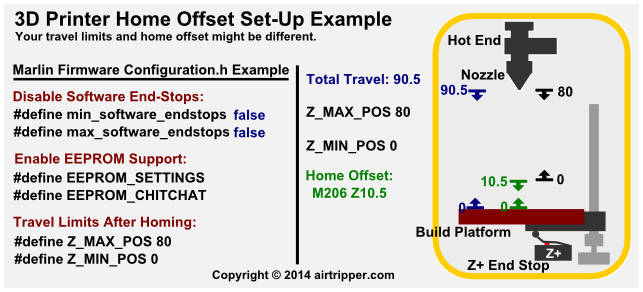 3D Printer Home Offset Set-Up Example
Your travel limits and home offset might be different.
Marlin Firmware Configuration.h Example
Disable Software End-Stops:
#define min_software_endstops false
#define max_software_endstops false
Enable EEPROM Support:
#define EEPROM_SETTINGS
#define EEPROM_CHITCHAT
Travel Limits After Homing:
#define Z_MAX_POS 80
#define Z_MIN_POS 0
Total Travel: 90.5
Z_MAX_POS 80
Z_MIN_POS 0
Home Offset:
M206 Z10.5
Hot End
Nozzle
90.5
80
10.5
0
0
0
Build Platform
Z+
Z+ End Stop
Copyright © 2014 airtripper.com